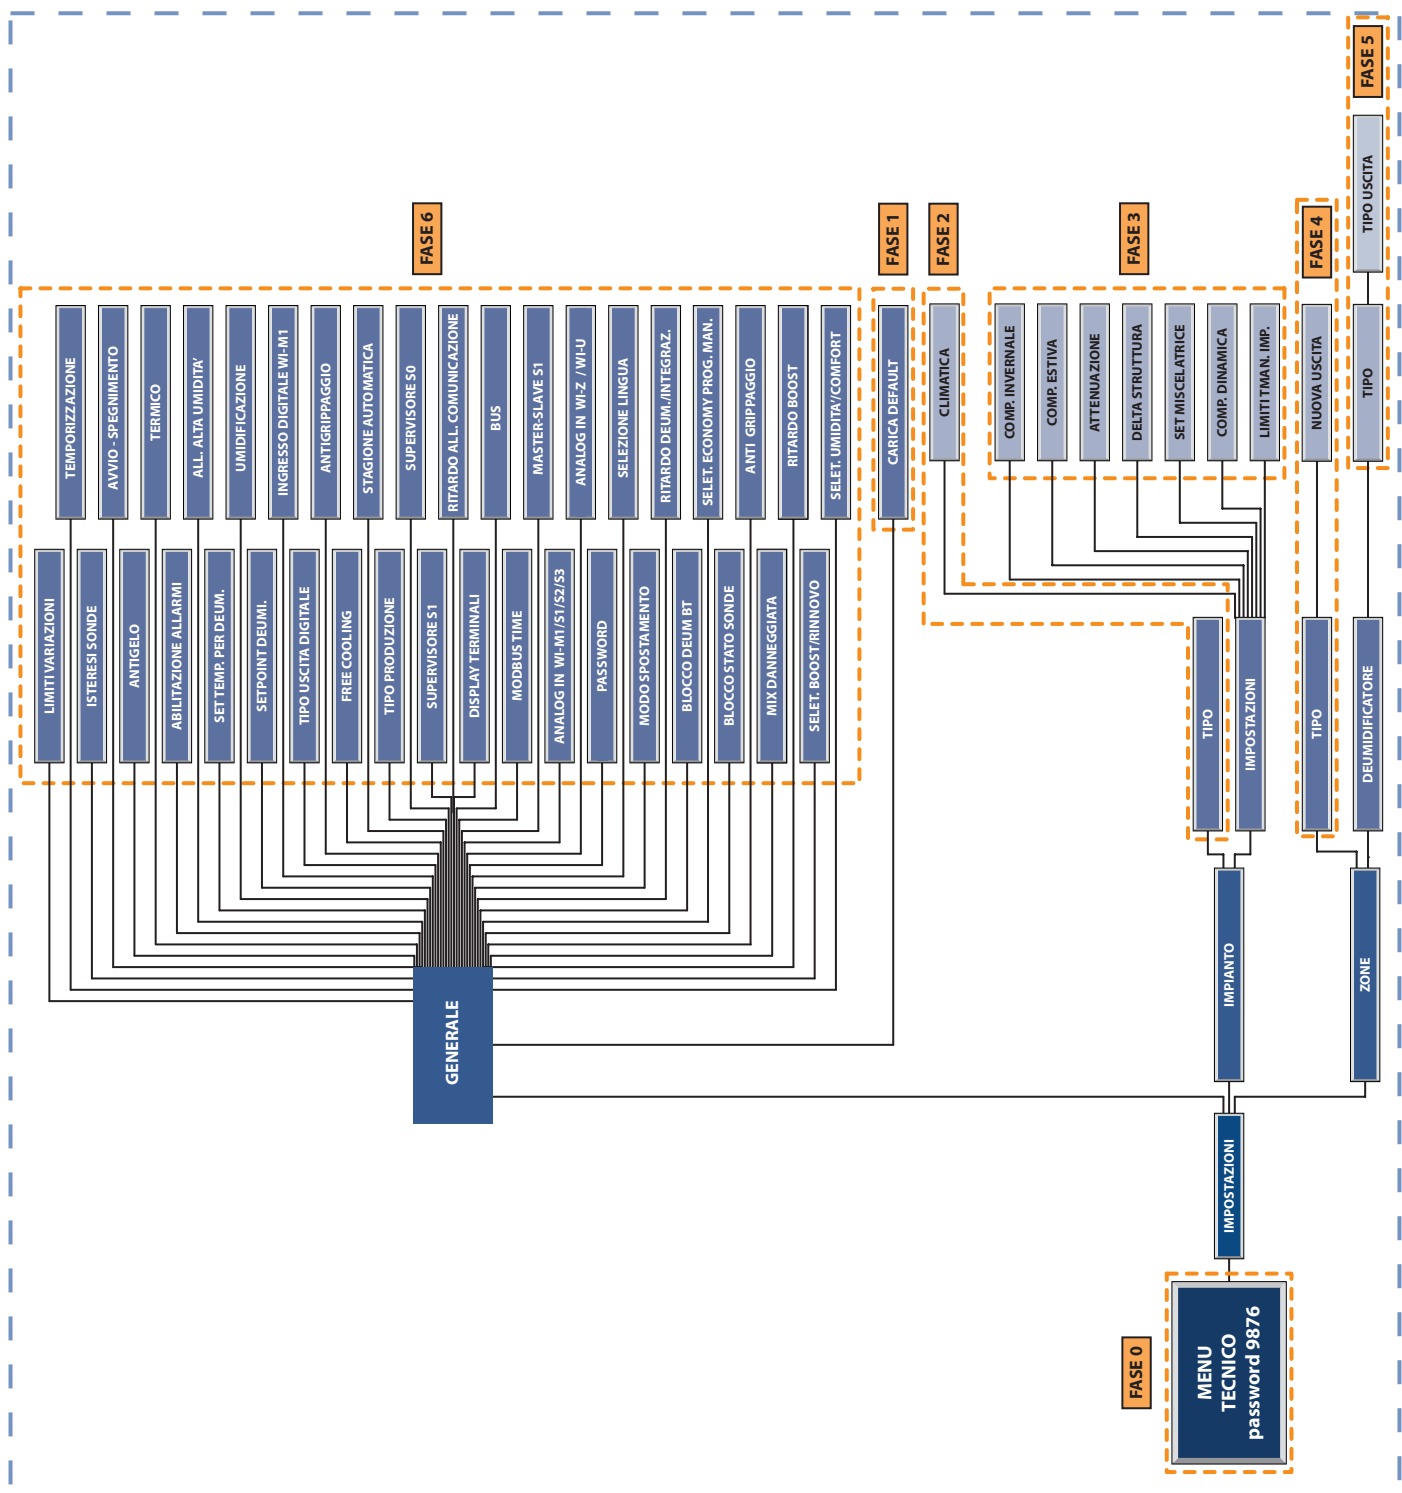 FASE 0
MENU
TECNICO
password 9876
IMPOSTAZIONI
GENERALE
IMPIANTO
ZONE
FASE 6
LIMITI VARIAZIONI
TEMPORIZZAZIONE
ISTERESI SONDE
AVVIO - SPEGNIMENTO
ANTIGELO
TERMICO
ABILITAZIONE ALLARMI
ALL. ALTA UMIDITA'
SET TEMP. PER DEUM.
UMIDIFICAZIONE
SETPOINT DEUMI.
INGRESSO DIGITALE WI-M1
TIPO USCITA DIGITALE
ANTIGRIPPAGGIO
FREE COOLING
STAGIONE AUTOMATICA
TIPO PRODUZIONE
SUPERVISORE S0
SUPERVISORE S1
RITARDO ALL. COMUNICAZIONE
DISPLAY TERMINALI
BUS
MODBUS TIME
MASTER-SLAVE S1
ANALOG IN WI-M1/S1/S2/S3
ANALOG IN WI-Z / WI-U
PASSWORD
SELEZIONE LINGUA
MODO SPOSTAMENTO
RITARDO DEUM./INTEGRAZ.
BLOCCO DEUM BT
SELET. ECONOMY PROG. MAN.
BLOCCO STATO SONDE
ANTI GRIPPAGGIO
MIX DANNEGGIATA
RITARDO BOOST
SELET. BOOST/RINNOVO
SELET. UMIDITA'/COMFORT
FASE 1
CARICA DEFAULT
FASE 2
CLIMATICA
TIPO
IMPOSTAZIONI
FASE 3
COMP. INVERNALE
COMP. ESTIVA
ATTENUAZIONE
DELTA STRUTTURA
SET MISCELATRICE
COMP. DINAMICA
LIMITI TMAN. IMP.
FASE 4
TIPO
NUOVA USCITA
FASE 5
DEUMIDIFICATORE
TIPO
TIPO USCITA